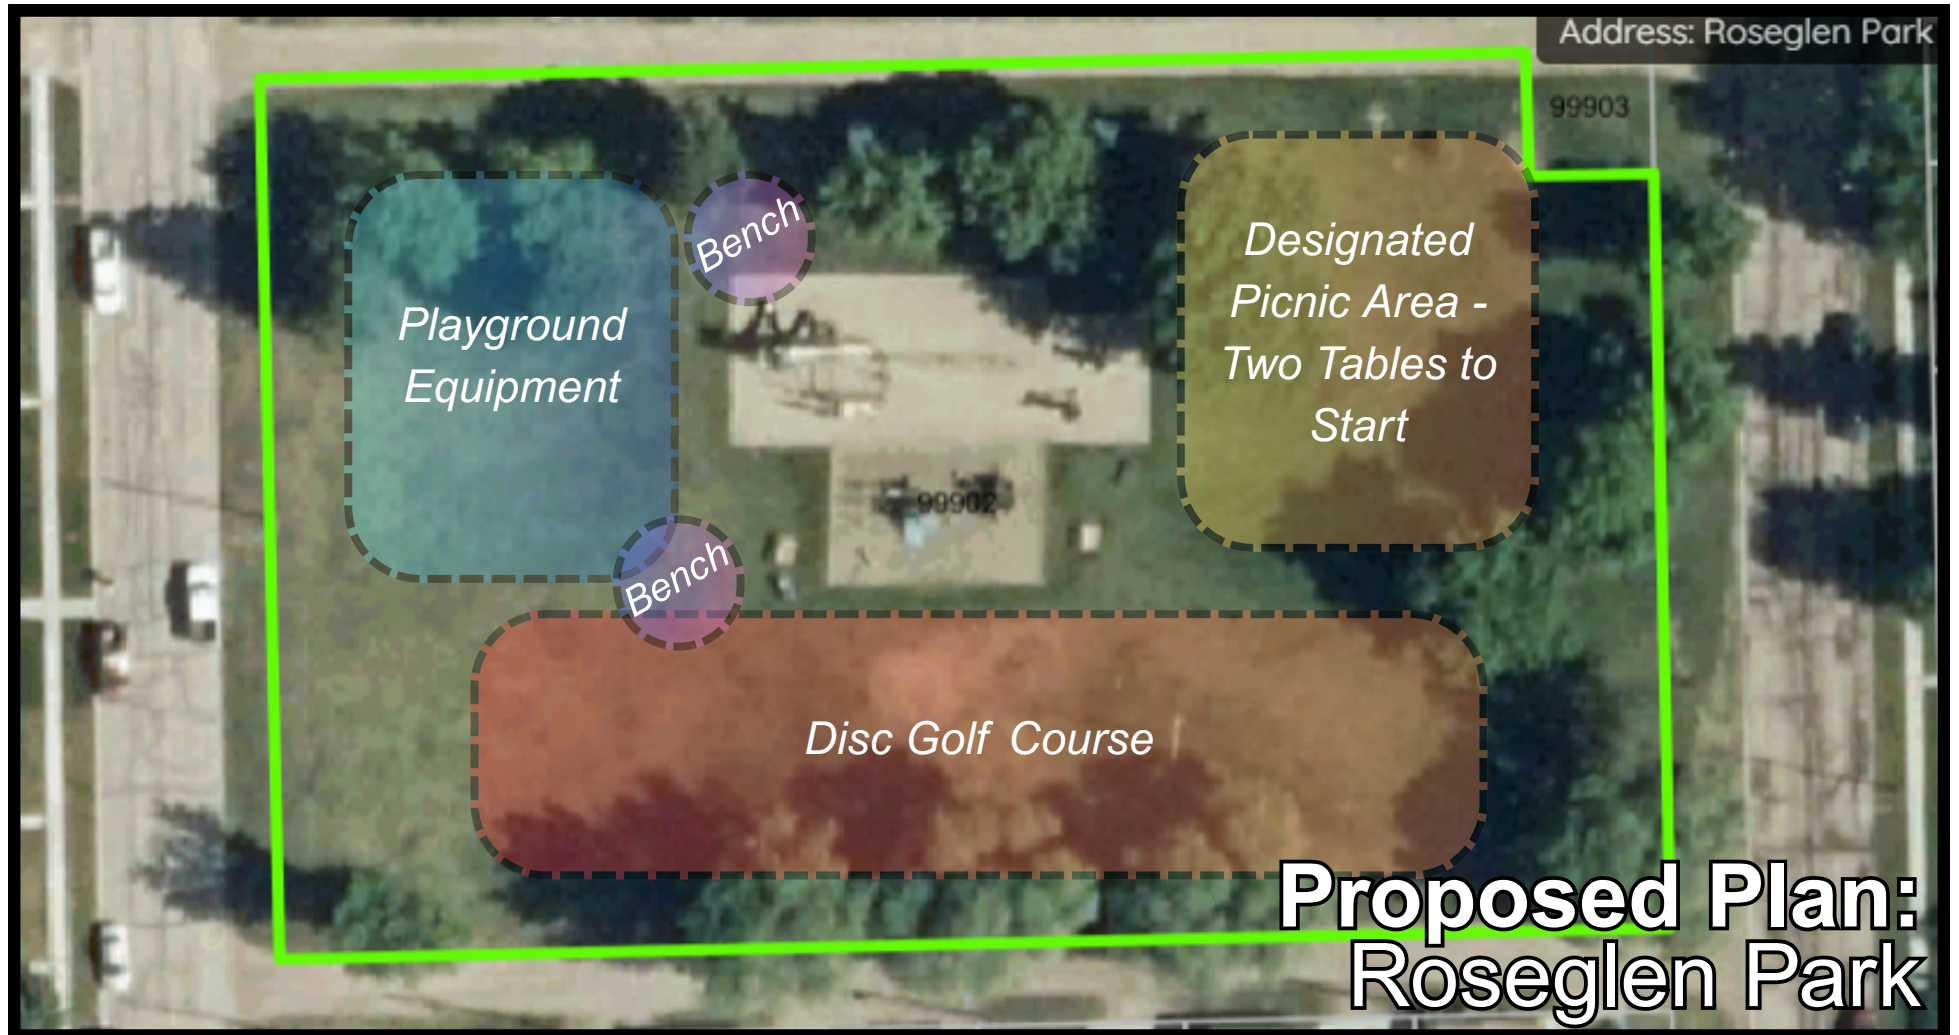 Address: Roseglen Park
99903
Bench
Designated
Picnic Area -
Two Tables to
Start
Playground
Equipment
99902
Bench
Disc Golf Course
Proposed Plan:
Roseglen Park